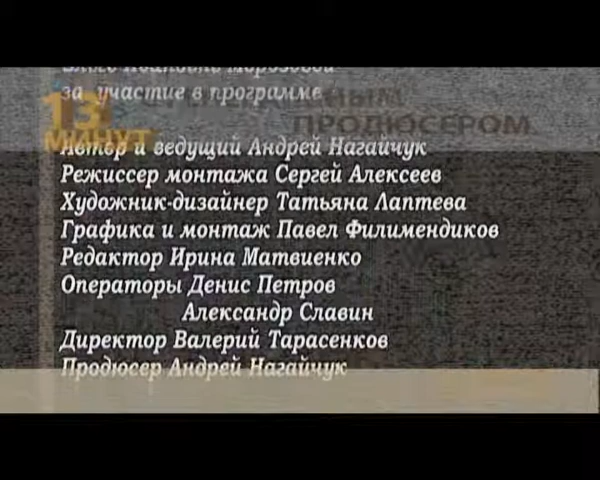 за участие в программе
13 МИНУТ
НЫМ
ПРОДЮСЕРОМ
Автор и ведущий Андрей Нагайчук
Режиссер монтажа Сергей Алексеев
Художник-дизайнер Татьяна Лаптева
Графика и монтаж Павел Филимендиков
Редактор Ирина Матвиенко
Операторы Денис Петров
Александр Славин
Директор Валерий Тарасенков
Продюсер Андрей Нагайчук